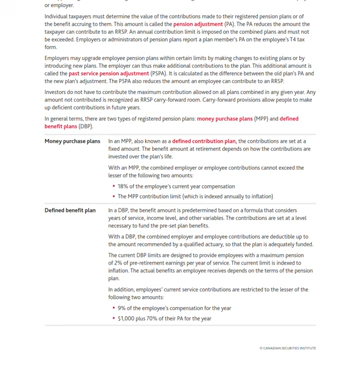 or employer.
Individual taxpayers must determine the value of the contributions made to their registered pension plans or of
the benefit accruing to them. This amount is called the pension adjustment (PA). The PA reduces the amount the
taxpayer can contribute to an RRSP. An annual contribution limit is imposed on the combined plans and must not
be exceeded. Employers or administrators of pension plans report a plan member's PA on the employee's T4 tax
form.
Employers may upgrade employee pension plans within certain limits by making changes to existing plans or by
introducing new plans. The employer can thus make additional contributions to the plan. This additional amount is
called the past service pension adjustment (PSPA). It is calculated as the difference between the old plan's PA and
the new plan's adjustment. The PSPA also reduces the amount an employee can contribute to an RRSP.
Investors do not have to contribute the maximum contribution allowed on all plans combined in any given year. Any
amount not contributed is recognized as RRSP carry-forward room. Carry-forward provisions allow people to make
up deficient contributions in future years.
In general terms, there are two types of registered pension plans: money purchase plans (MPP) and defined
benefit plans (DBP).
Money purchase plans
In an MPP, also known as a defined contribution plan, the contributions are set at a
fixed amount. The benefit amount at retirement depends on how the contributions are
invested over the plan's life.
With an MPP, the combined employer or employee contributions cannot exceed the
lesser of the following two amounts:
• 18% of the employee's current year compensation
• The MPP contribution limit (which is indexed annually to inflation)
Defined benefit plan
In a DBP, the benefit amount is predetermined based on a formula that considers
years of service, income level, and other variables. The contributions are set at a level
necessary to fund the pre-set plan benefits.
With a DBP, the combined employer and employee contributions are deductible up to
the amount recommended by a qualified actuary, so that the plan is adequately funded.
The current DBP limits are designed to provide employees with a maximum pension
of 2% of pre-retirement earnings per year of service. The current limit is indexed to
inflation. The actual benefits an employee receives depends on the terms of the pension
plan.
In addition, employees' current service contributions are restricted to the lesser of the
following two amounts:
• 9% of the employee's compensation for the year
• $1,000 plus 70% of their PA for the year
© CANADIAN SECURITIES INSTITUTE